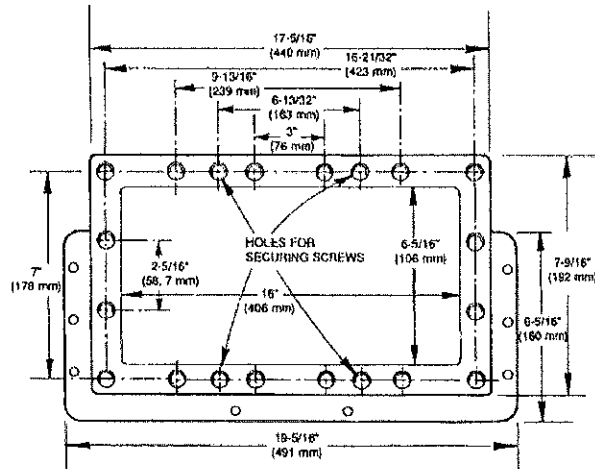 17-5/16"
(440 mm)
16-21/32"
[423 mm)
9-13/16"
[239 mm)
6-13/32"
(163 mm)
3"
(76 mm)
HOLES FOR
SECURING SCREWS
7"
(178 mm)
2-5/16"
(58, 7 mm)
6-5/16"
(106 mm)
16"
(406 mm)
7-9/16"
(192 mm)
6-5/16"
(160 mm)
19-5/16"
(491 mm)